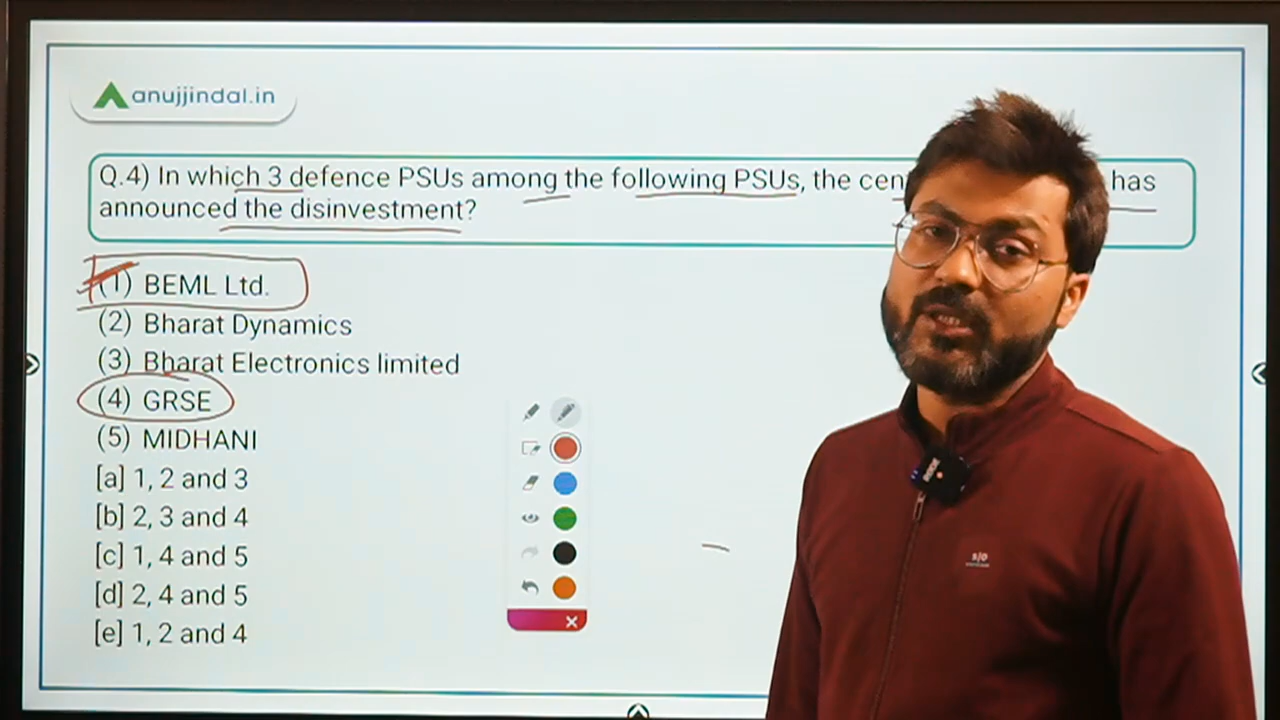 anujjindal.in
Q.4) In which 3 defence PSUs among the following PSUs, the cen has
announced the disinvestment?
(1) BEML Ltd.
(2) Bharat Dynamics
(3) Bharat Electronics limited
(4) GRSE
(5) MIDHANI
[a] 1, 2 and 3
[b] 2, 3 and 4
[c] 1, 4 and 5
[d] 2, 4 and 5
[e] 1, 2 and 4
s|o